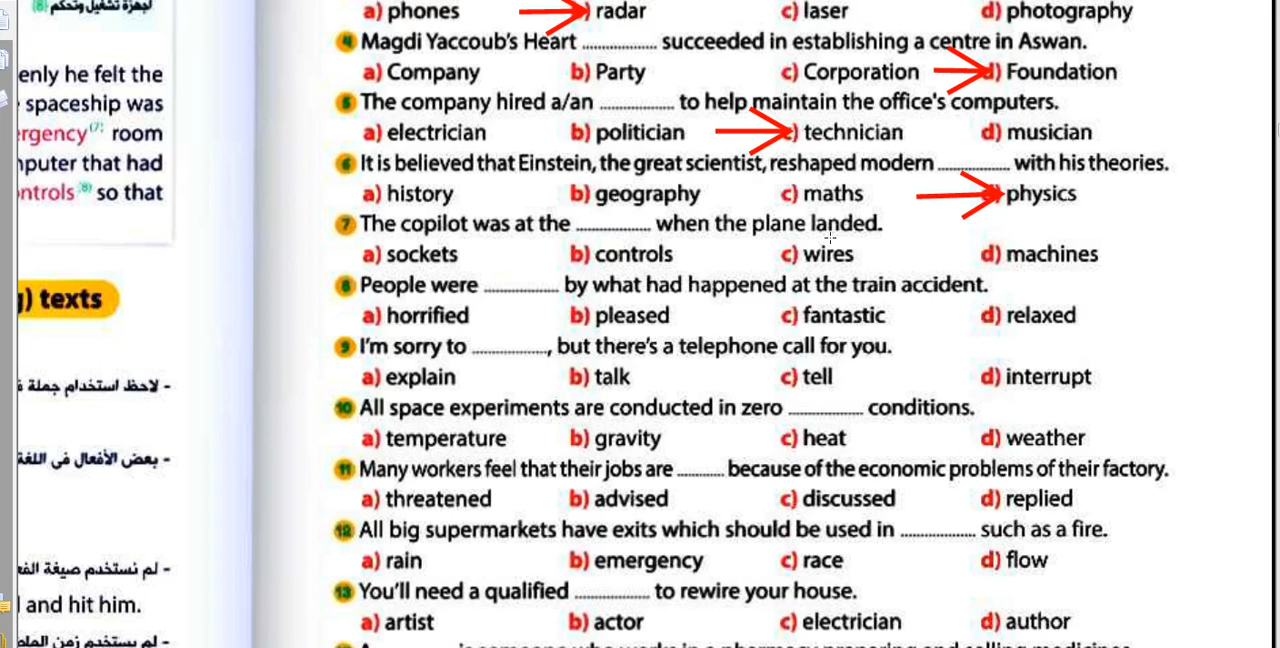 لجهزة تشغيل وتحكم (8)
enly he felt the
spaceship was
rgency (7) room
nputer that had
ntrols (8) so that
) texts
- لاحظ استخدام جملة
- بعض الأفعال فى اللغة
- لم نستخدم صيغة
l and hit him.
- لم يستخدم زمن
a) phones ) radar c) laser d) photography
4 Magdi Yaccoub's Heart .............. succeeded in establishing a centre in Aswan.
a) Company b) Party c) Corporation d) Foundation
5 The company hired a/an .............. to help maintain the office's computers.
a) electrician b) politician c) technician d) musician
6 It is believed that Einstein, the great scientist, reshaped modern .............. with his theories.
a) history b) geography c) maths d) physics
7 The copilot was at the .............. when the plane landed.
a) sockets b) controls c) wires d) machines
8 People were .............. by what had happened at the train accident.
a) horrified b) pleased c) fantastic d) relaxed
9 I'm sorry to .............., but there's a telephone call for you.
a) explain b) talk c) tell d) interrupt
10 All space experiments are conducted in zero .............. conditions.
a) temperature b) gravity c) heat d) weather
11 Many workers feel that their jobs are ......... because of the economic problems of their factory.
a) threatened b) advised c) discussed d) replied
12 All big supermarkets have exits which should be used in .............. such as a fire.
a) rain b) emergency c) race d) flow
13 You'll need a qualified .............. to rewire your house.
a) artist b) actor c) electrician d) author